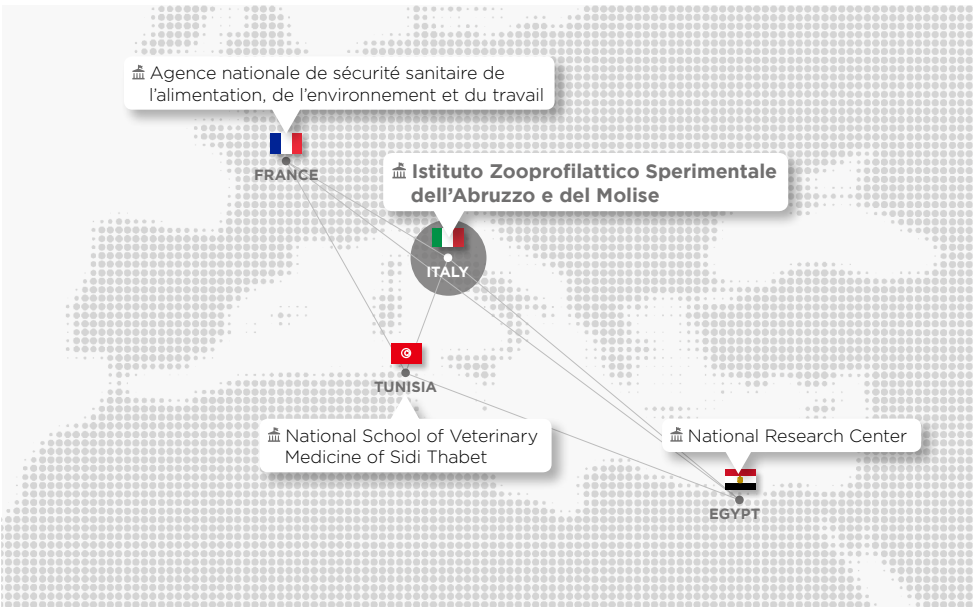 Agence nationale de sécurité sanitaire de
l'alimentation, de l'environnement et du travail
FRANCE
Istituto Zooprofilattico Sperimentale
dell'Abruzzo e del Molise
ITALY
TUNISIA
National School of Veterinary
Medicine of Sidi Thabet
National Research Center
EGYPT